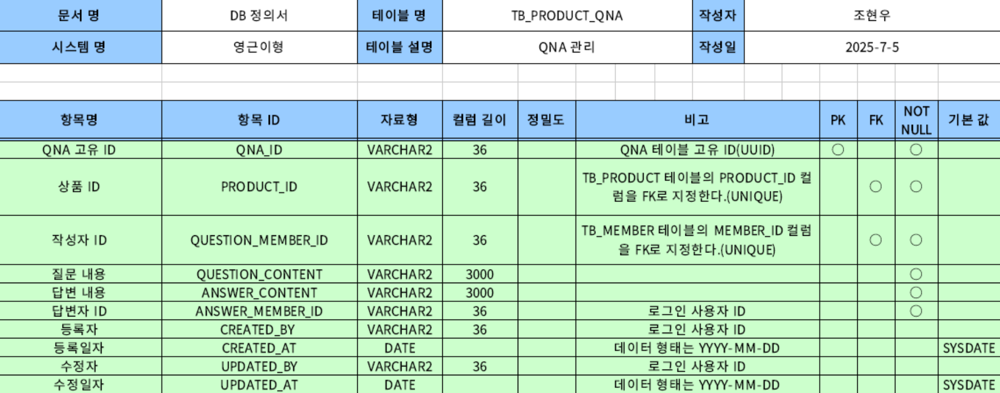 문서 명 DB 정의서 테이블 명 TB_PRODUCT_QNA 작성자 조현우
시스템 명 영근이형 테이블 설명 QNA 관리 작성일 2025-7-5
항목명 항목 ID 자료형 컬럼 길이 정밀도 비고 PK FK NOT NULL 기본 값
QNA 고유 ID QNA_ID VARCHAR2 36 QNA 테이블 고유 ID(UUID) ○ ○
상품 ID PRODUCT_ID VARCHAR2 36 TB_PRODUCT 테이블의 PRODUCT_ID 컬
럼을 FK로 지정한다.(UNIQUE) ○ ○
작성자 ID QUESTION_MEMBER_ID VARCHAR2 36 TB_MEMBER 테이블의 MEMBER_ID 컬럼
을 FK로 지정한다.(UNIQUE) ○ ○
질문 내용 QUESTION_CONTENT VARCHAR2 3000 ○
답변 내용 ANSWER_CONTENT VARCHAR2 3000 ○
답변자 ID ANSWER_MEMBER_ID VARCHAR2 36 로그인 사용자 ID ○
등록자 CREATED_BY VARCHAR2 36 로그인 사용자 ID
등록일자 CREATED_AT DATE 데이터 형태는 YYYY-MM-DD SYSDATE
수정자 UPDATED_BY VARCHAR2 36 로그인 사용자 ID
수정일자 UPDATED_AT DATE 데이터 형태는 YYYY-MM-DD SYSDATE